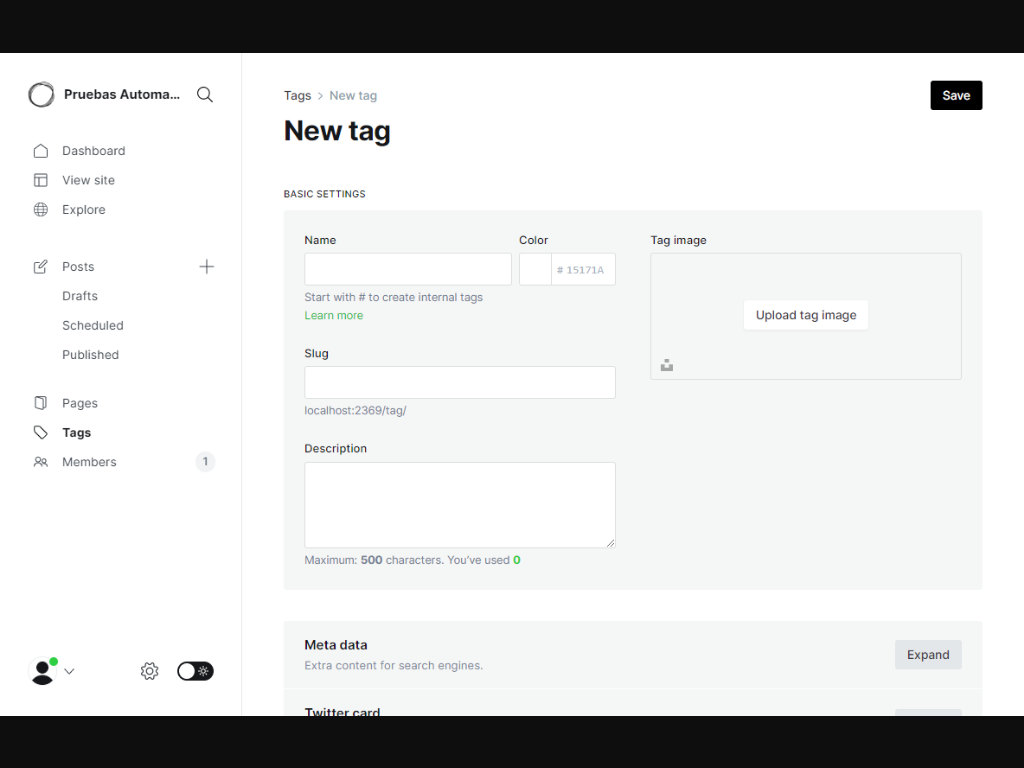 Pruebas Automa...
Dashboard
View site
Explore
Posts
Drafts
Scheduled
Published
Pages
Tags
Members
1
Tags > New tag
Save
New tag
BASIC SETTINGS
Name
Color
# 15171A
Start with # to create internal tags
Learn more
Slug
localhost:2369/tag/
Description
Maximum: 500 characters. You've used 0
Tag image
Upload tag image
Meta data
Extra content for search engines.
Expand
Twitter card